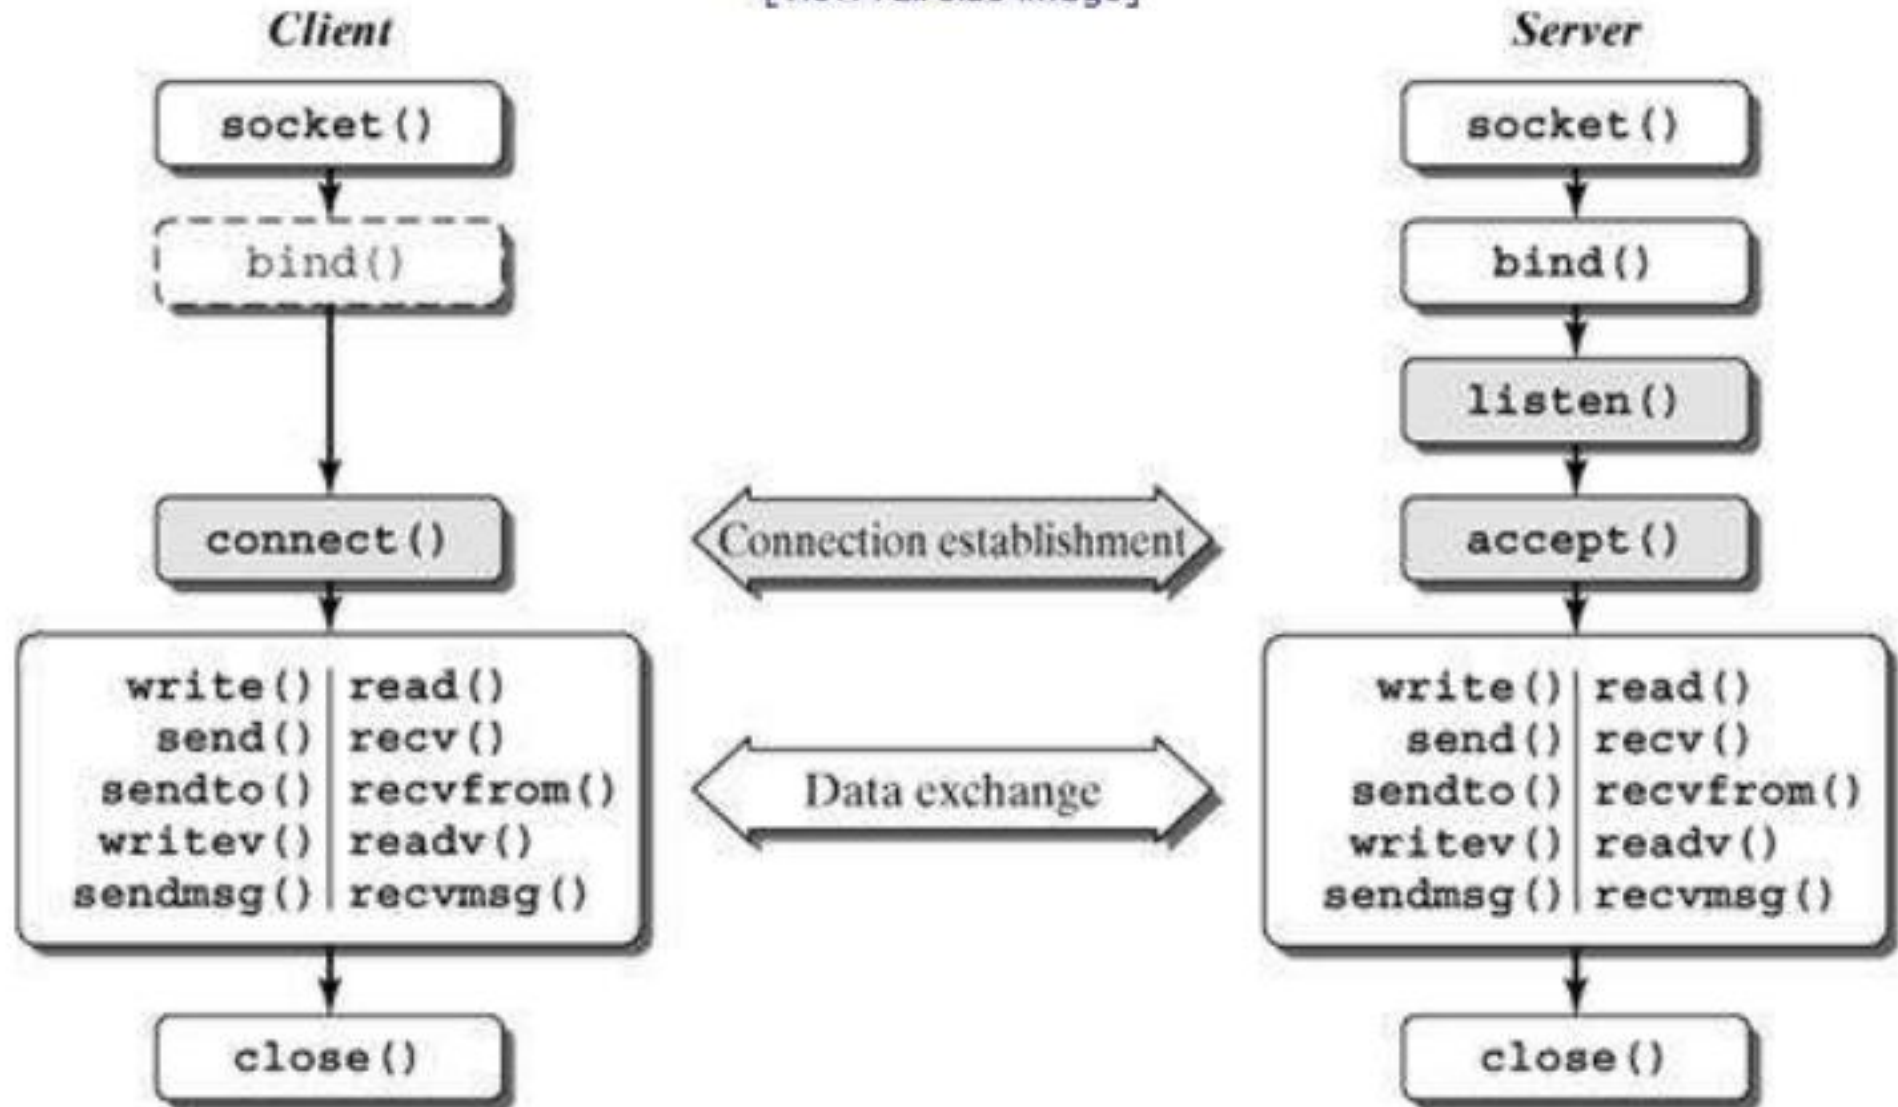 Client
socket()
bind()
connect()
write() read()
send() recv()
sendto() recvfrom()
writev() readv()
sendmsg() recvmsg()
close()
Connection establishment
Data exchange
Server
socket()
bind()
listen()
accept()
write() read()
send() recv()
sendto() recvfrom()
writev() readv()
sendmsg() recvmsg()
close()